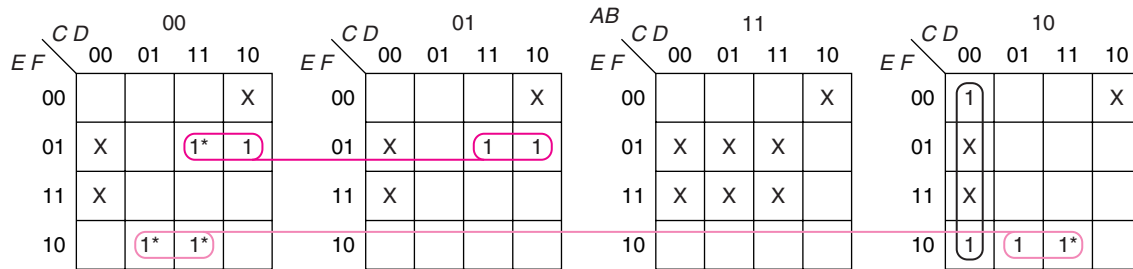 AB
00 01 11 10
CD CD CD CD
EF 00 01 11 10 EF 00 01 11 10 EF 00 01 11 10 EF 00 01 11 10
00 X 00 X 00 X 00 1 X
01 X 1* 1 01 X 1 1 01 X X X 01 X
11 X 11 X 11 X X X 11 X
10 1* 1* 10 10 10 1 1 1*